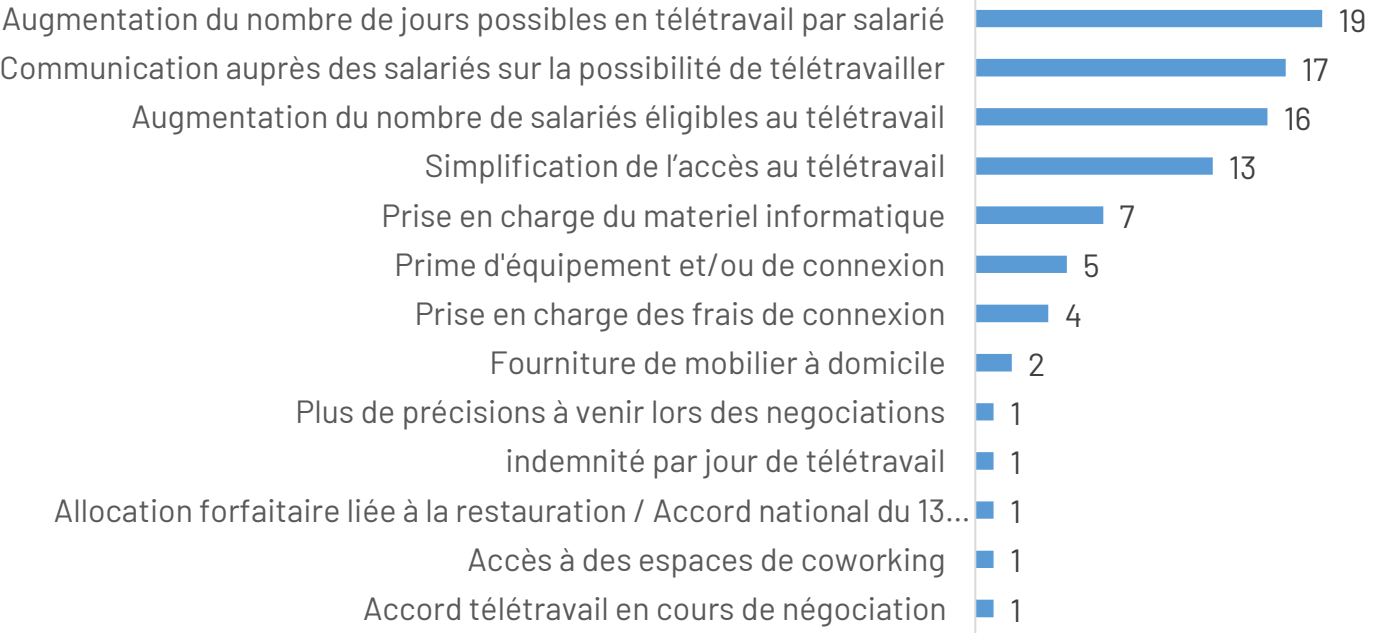 Augmentation du nombre de jours possibles en télétravail par salarié 19
Communication auprès des salariés sur la possibilité de télétravailler 17
Augmentation du nombre de salariés éligibles au télétravail 16
Simplification de l’accès au télétravail 13
Prise en charge du materiel informatique 7
Prime d'équipement et/ou de connexion 5
Prise en charge des frais de connexion 4
Fourniture de mobilier à domicile 2
Plus de précisions à venir lors des negociations 1
indemnité par jour de télétravail 1
Allocation forfaitaire liée à la restauration / Accord national du 13... 1
Accès à des espaces de coworking 1
Accord télétravail en cours de négociation 1